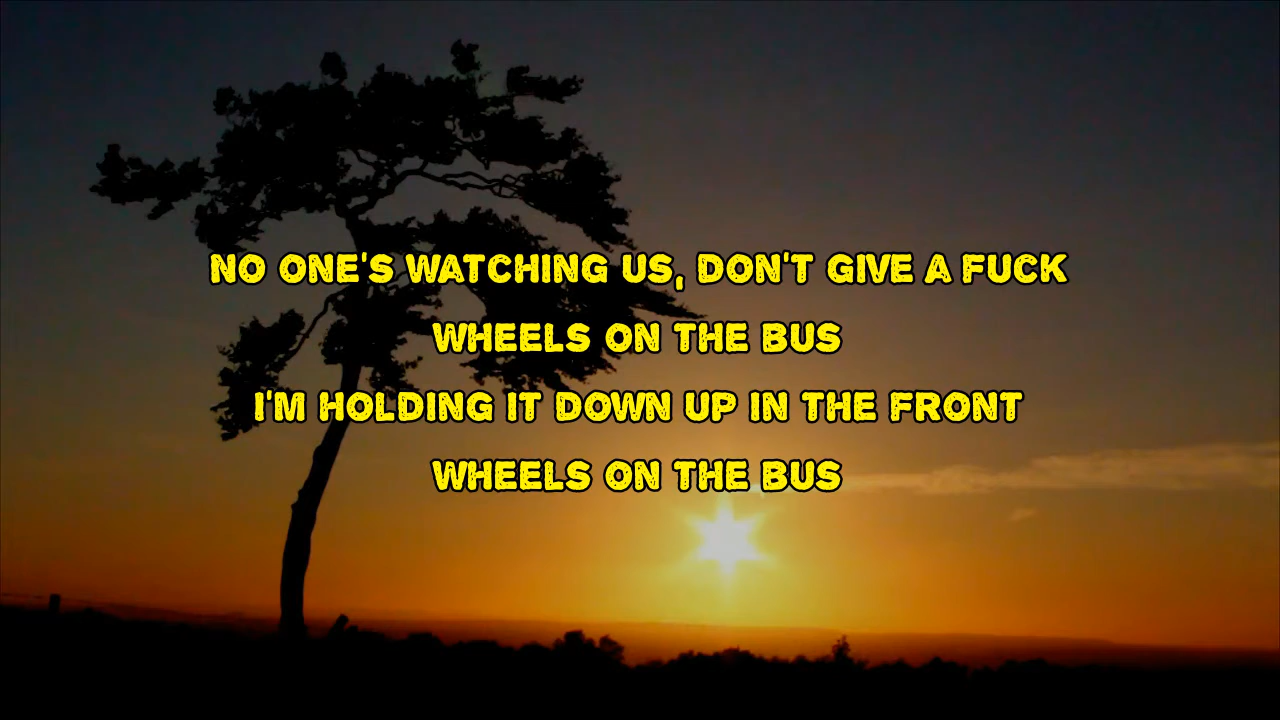 NO ONE'S WATCHING US, DON'T GIVE A FUCK
WHEELS ON THE BUS
I'M HOLDING IT DOWN UP IN THE FRONT
WHEELS ON THE BUS